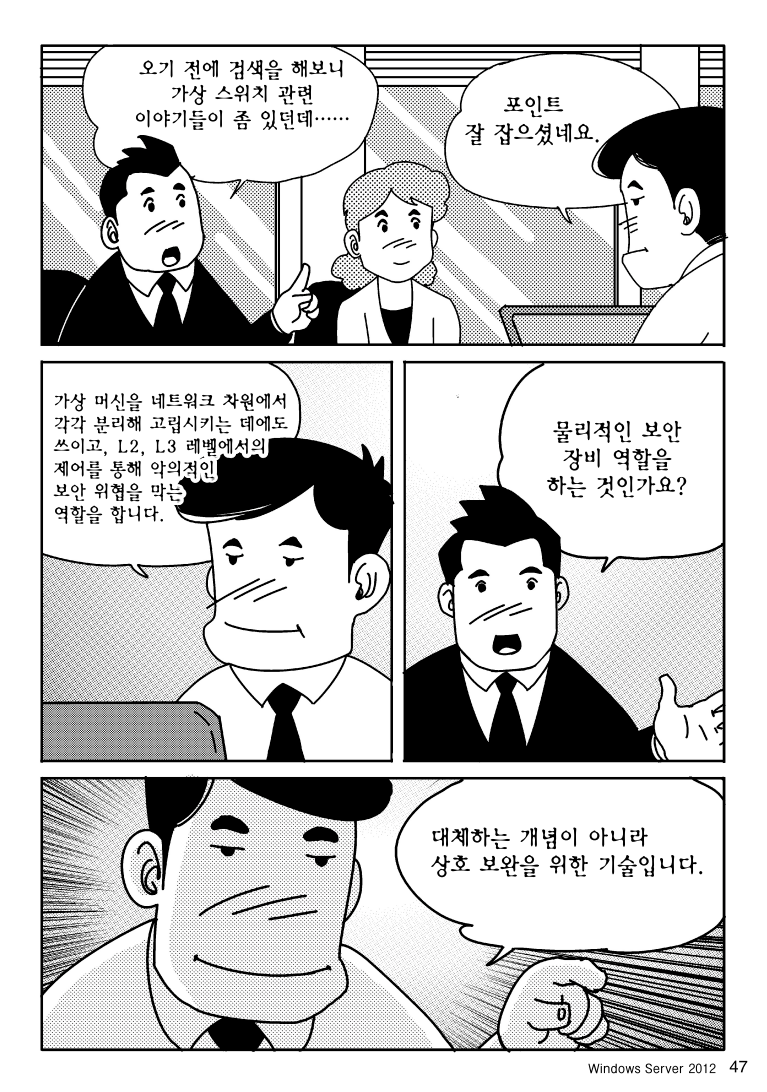 오기 전에 검색을 해보니
가상 스위치 관련
이야기들이 좀 있던데……
포인트
잘 잡으셨네요.
가상 머신을 네트워크 차원에서
각각 분리해 고립시키는 데에도
쓰이고, L2, L3 레벨에서의
제어를 통해 악의적인
보안 위협을 막는
역할을 합니다.
물리적인 보안
장비 역할을
하는 것인가요?
대체하는 개념이 아니라
상호 보완을 위한 기술입니다.
Windows Server 2012 47